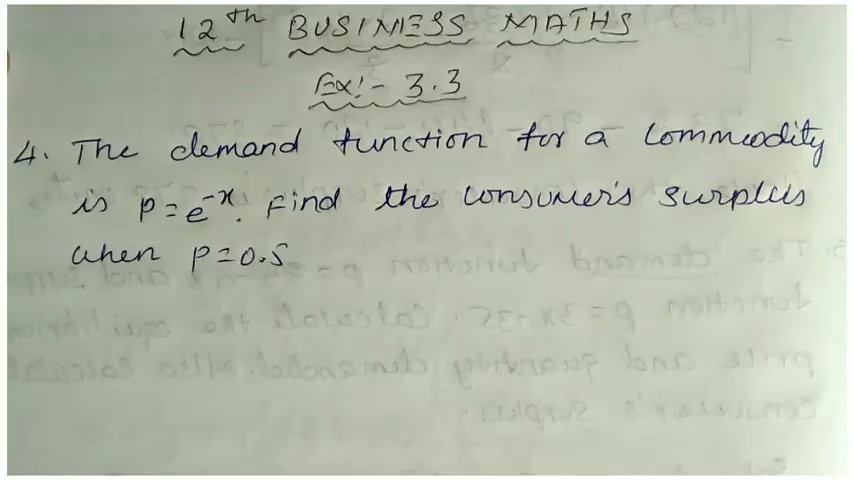 12th BUSINESS MATHS
Ex:- 3.3
4. The demand function for a commodity
is p=e⁻ˣ. Find the consumer's surplus
when p=0.5